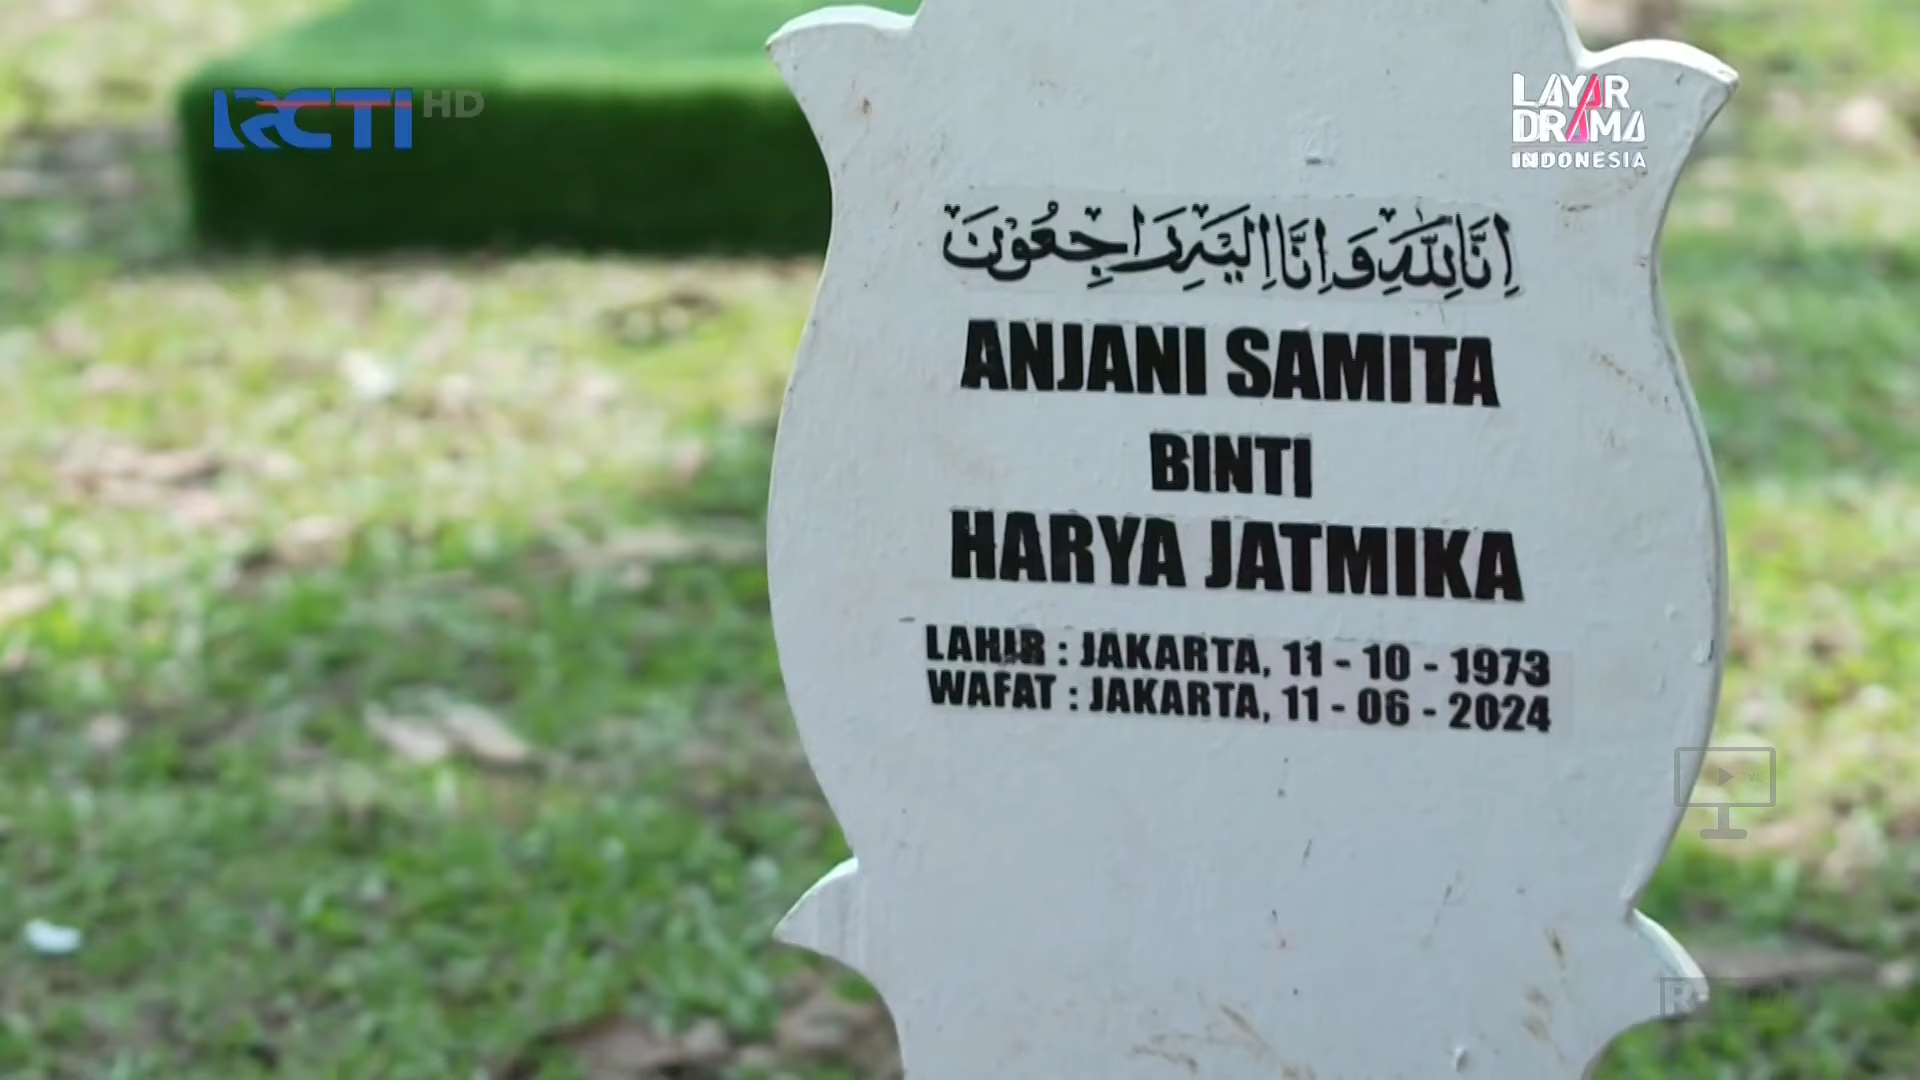 RCTI HD
LAYAR
DRAMA
INDONESIA
اِنَّا لِلّٰهِ وَاِنَّا اِلَيْهِ رَاجِعُوْنَ
ANJANI SAMITA
BINTI
HARYA JATMIKA
LAHIR : JAKARTA, 11 - 10 - 1973
WAFAT : JAKARTA, 11 - 06 - 2024
TVC